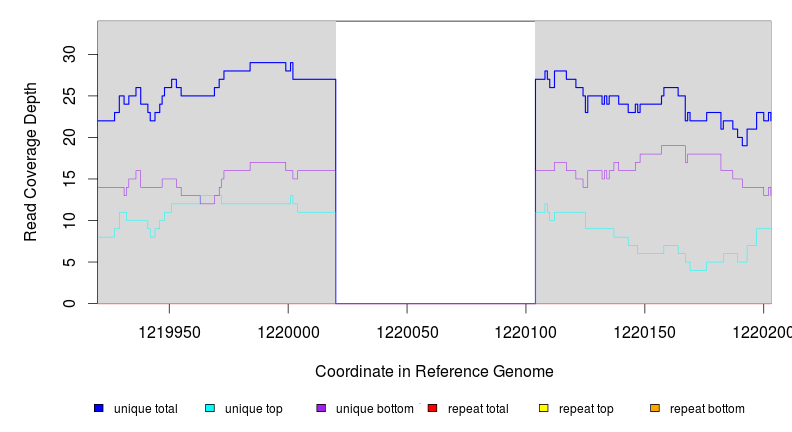 Read Coverage Depth
30
25
20
15
10
5
0
1219950 1220000 1220050 1220100 1220150 122020
Coordinate in Reference Genome
unique total unique top unique bottom repeat total repeat top repeat bottom